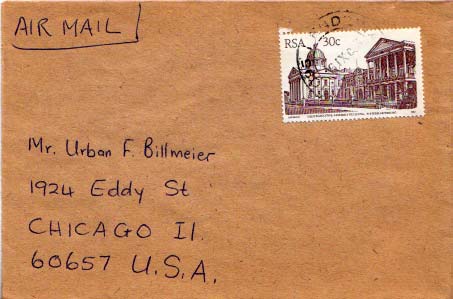 AIR MAIL
RSA 30c
Mr. Urban F. Billmeier
1924 Eddy St
CHICAGO Il.
60657 U.S.A.